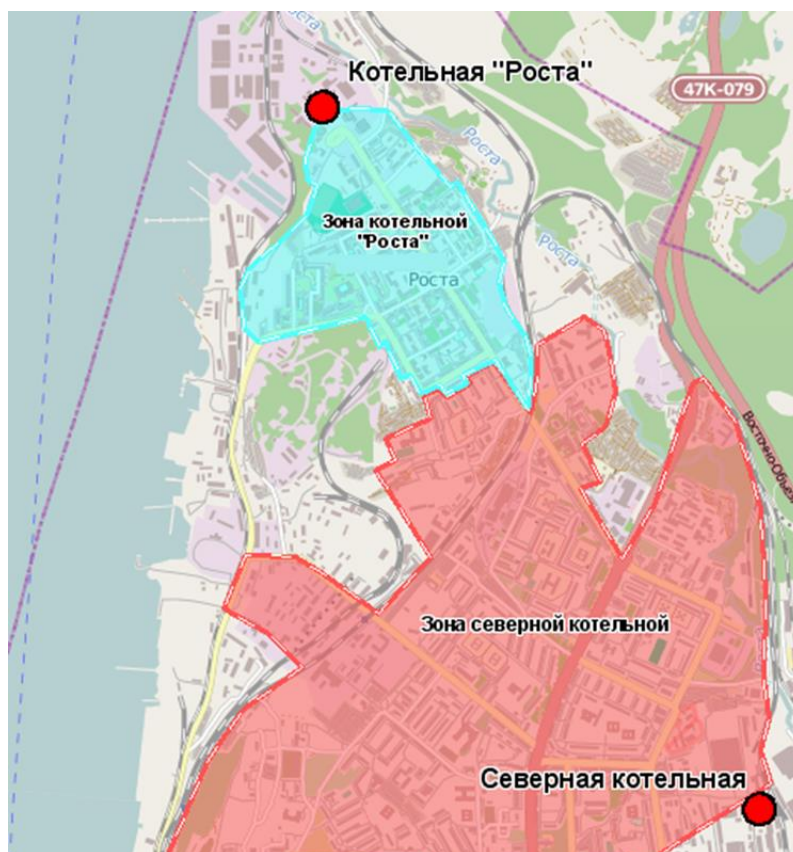 Котельная "Роста"
47К-079
Роста
Зона котельной
"Роста"
Роста
Роста
Зона северной котельной
Северная котельная